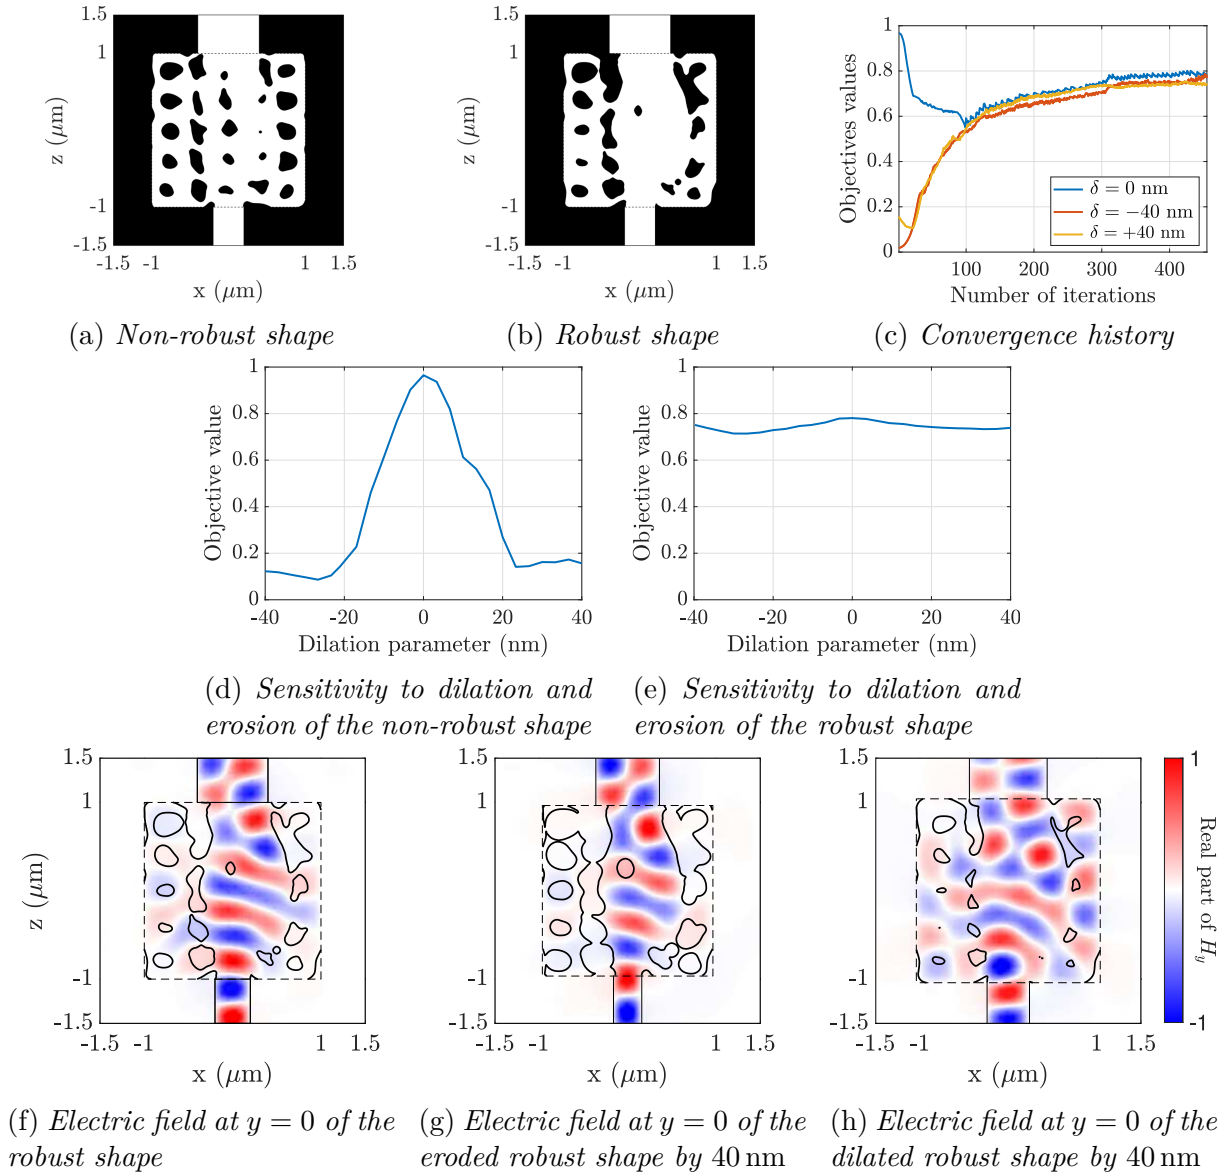 1.5
1
z (μm)
-1
-1.5
-1.5 -1 1 1.5
x (μm)
(a) Non-robust shape
1.5
1
z (μm)
-1
-1.5
-1.5 -1 1 1.5
x (μm)
(b) Robust shape
1
0.8
0.6
0.4
0.2
0
Objectives values
δ = 0 nm
δ = −40 nm
δ = +40 nm
100 200 300 400
Number of iterations
(c) Convergence history
1
0.8
0.6
0.4
0.2
0
Objective value
-40 -20 0 20 40
Dilation parameter (nm)
(d) Sensitivity to dilation and
erosion of the non-robust shape
1
0.8
0.6
0.4
0.2
0
Objective value
-40 -20 0 20 40
Dilation parameter (nm)
(e) Sensitivity to dilation and
erosion of the robust shape
1.5
1
z (μm)
-1
-1.5
-1.5 -1 1 1.5
x (μm)
(f) Electric field at y = 0 of the
robust shape
1.5
1
-1
-1.5
-1.5 -1 1 1.5
x (μm)
(g) Electric field at y = 0 of the
eroded robust shape by 40 nm
1.5
1
-1
-1.5
-1.5 -1 1 1.5
x (μm)
1
Real part of H_y
-1
(h) Electric field at y = 0 of the
dilated robust shape by 40 nm